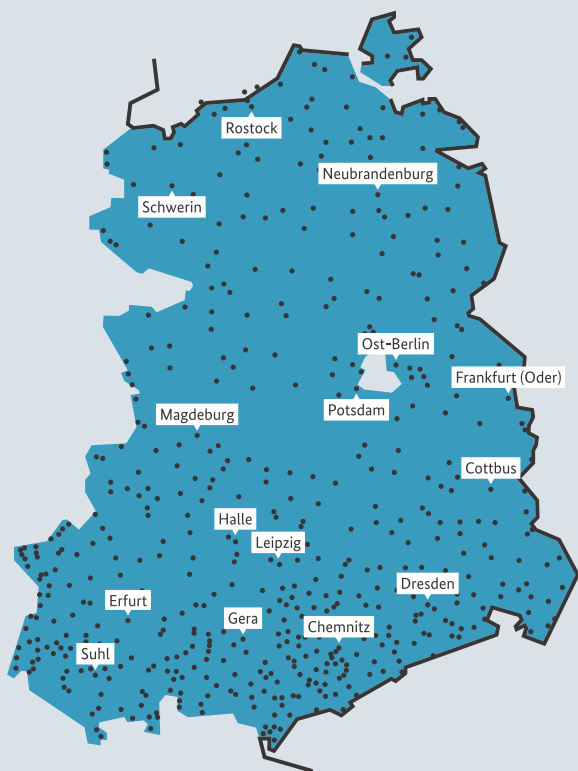 Rostock
Neubrandenburg
Schwerin
Ost-Berlin
Frankfurt (Oder)
Potsdam
Magdeburg
Cottbus
Halle
Leipzig
Dresden
Erfurt
Gera
Chemnitz
Suhl